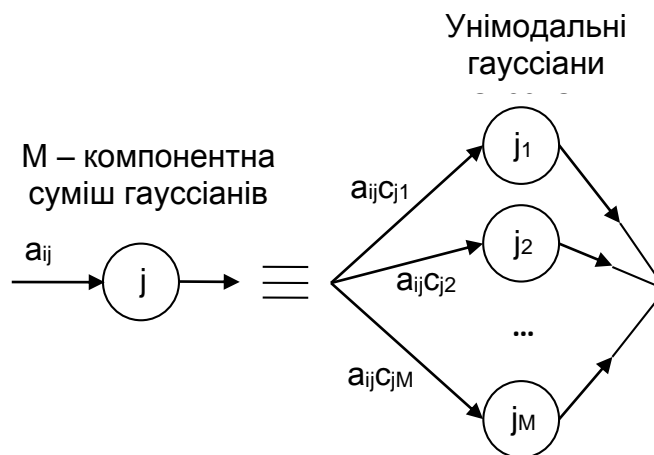 Унімодальні
гауссіани
М – компонентна
суміш гауссіанів
aij
j
aijcj1
aijcj2
aijcjM
j1
j2
...
jM